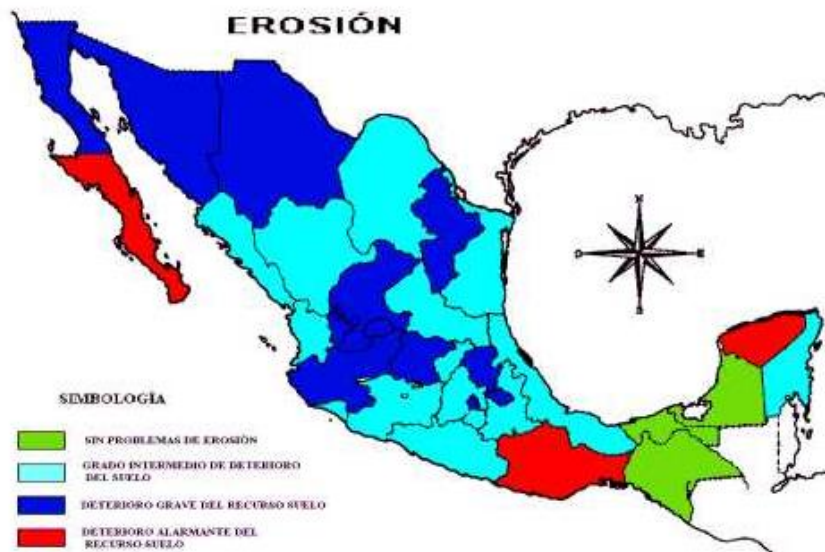 EROSIÓN
N
O E
S
SIMBOLOGÍA
SIN PROBLEMAS DE EROSIÓN
GRADO INTERMEDIO DE DETERIORO
DEL SUELO
DETERIORO GRAVE DEL RECURSO SUELO
DETERIORO ALARMANTE DEL
RECURSO SUELO